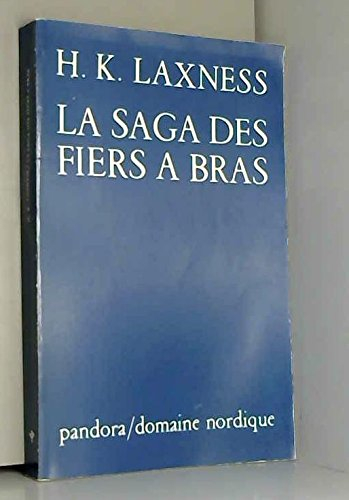 H. K. LAXNESS
LA SAGA DES
FIERS A BRAS
pandora/domaine nordique